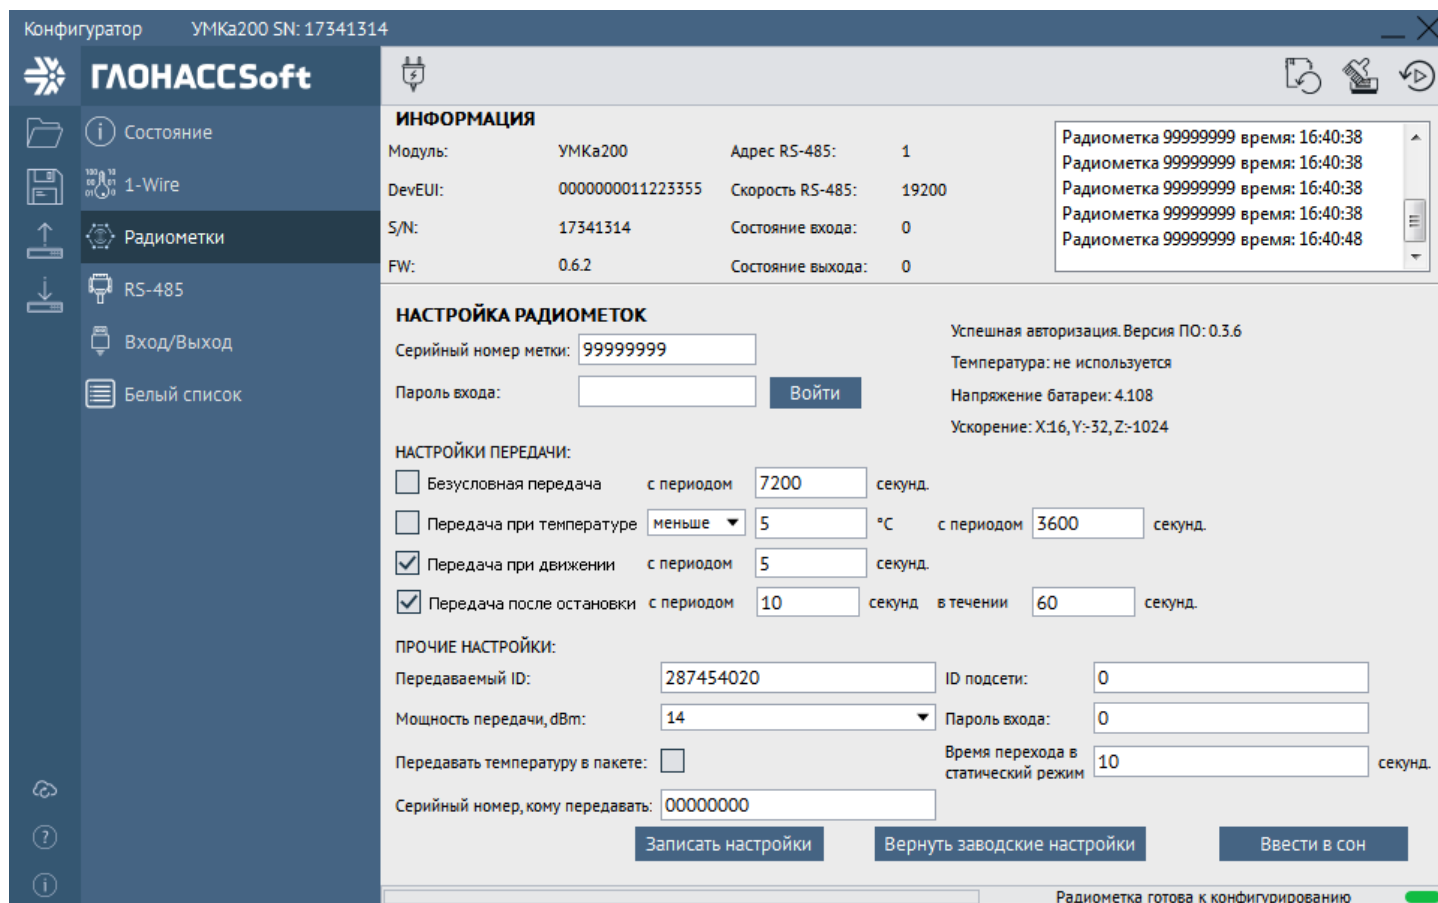 Конфигуратор УМКа200 SN: 17341314
ГЛОНАССSoft
Состояние
1-Wire
Радиометки
RS-485
Вход/Выход
Белый список
ИНФОРМАЦИЯ
Модуль: УМКа200 Адрес RS-485: 1
DevEUI: 0000000011223355 Скорость RS-485: 19200
S/N: 17341314 Состояние входа: 0
FW: 0.6.2 Состояние выхода: 0
Радиометка 99999999 время: 16:40:38
Радиометка 99999999 время: 16:40:38
Радиометка 99999999 время: 16:40:38
Радиометка 99999999 время: 16:40:38
Радиометка 99999999 время: 16:40:48
НАСТРОЙКА РАДИОМЕТОК
Серийный номер метки: 99999999
Пароль входа: Войти
Успешная авторизация. Версия ПО: 0.3.6
Температура: не используется
Напряжение батареи: 4.108
Ускорение: X:16, Y:-32, Z:-1024
НАСТРОЙКИ ПЕРЕДАЧИ:
Безусловная передача с периодом 7200 секунд.
Передача при температуре меньше 5 °C с периодом 3600 секунд.
Передача при движении с периодом 5 секунд.
Передача после остановки с периодом 10 секунд в течении 60 секунд.
ПРОЧИЕ НАСТРОЙКИ:
Передаваемый ID: 287454020 ID подсети: 0
Мощность передачи, dBm: 14 Пароль входа: 0
Передавать температуру в пакете: Время перехода в
статический режим 10 секунд.
Серийный номер, кому передавать: 00000000
Записать настройки Вернуть заводские настройки Ввести в сон
Радиометка готова к конфигурированию